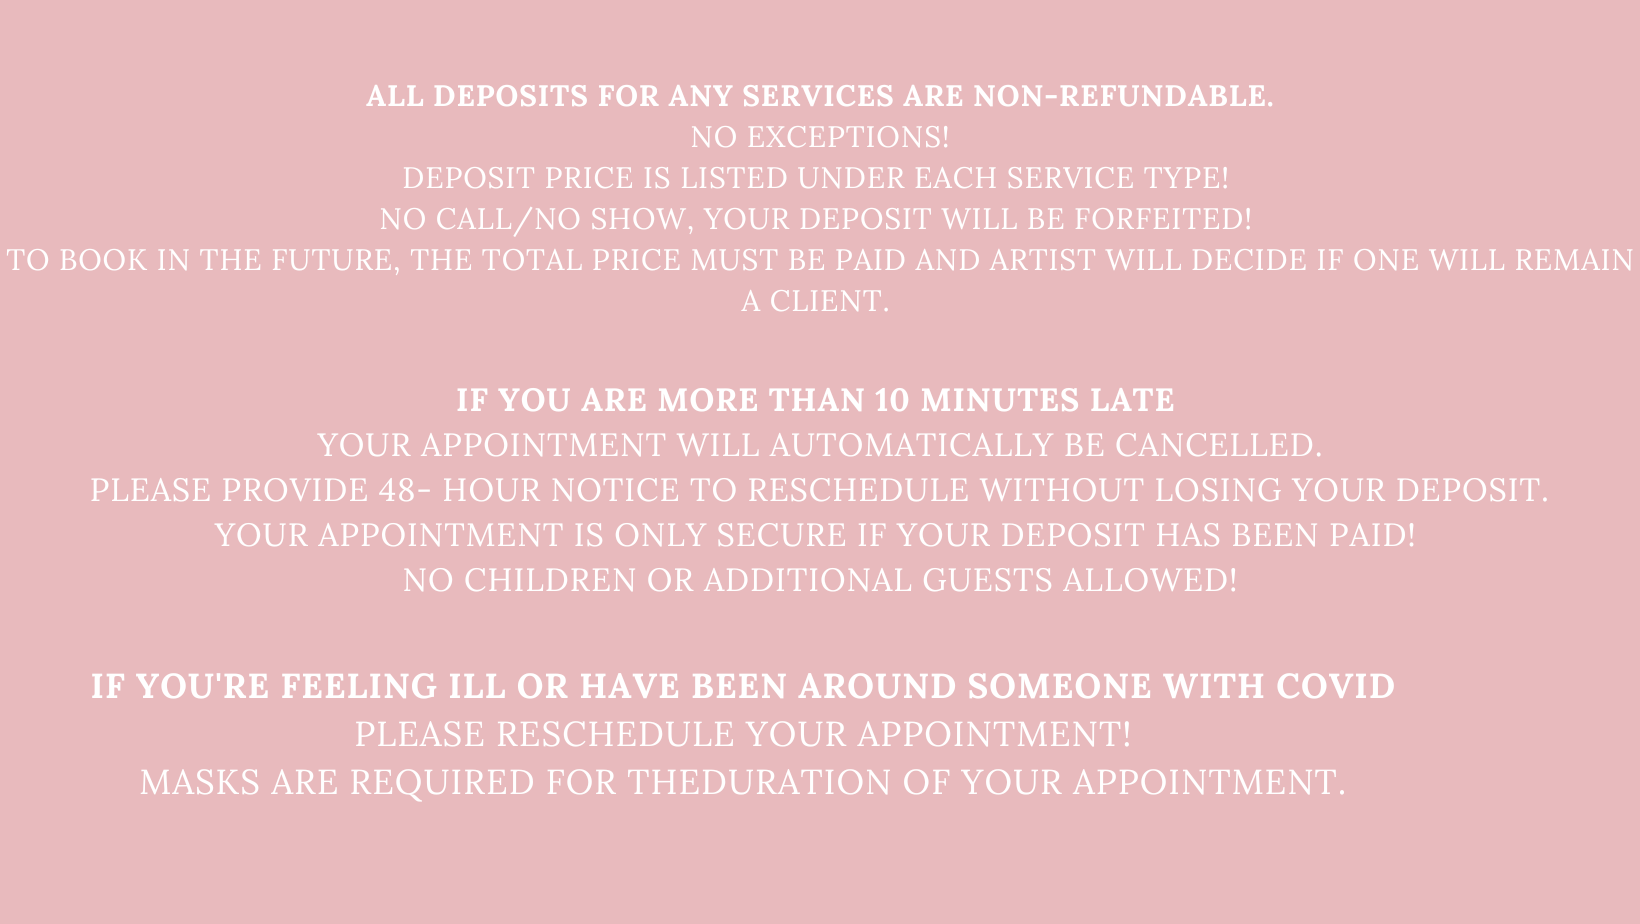 ALL DEPOSITS FOR ANY SERVICES ARE NON-REFUNDABLE.
NO EXCEPTIONS!
DEPOSIT PRICE IS LISTED UNDER EACH SERVICE TYPE!
NO CALL/NO SHOW, YOUR DEPOSIT WILL BE FORFEITED!
TO BOOK IN THE FUTURE, THE TOTAL PRICE MUST BE PAID AND ARTIST WILL DECIDE IF ONE WILL REMAIN
A CLIENT.
IF YOU ARE MORE THAN 10 MINUTES LATE
YOUR APPOINTMENT WILL AUTOMATICALLY BE CANCELLED.
PLEASE PROVIDE 48- HOUR NOTICE TO RESCHEDULE WITHOUT LOSING YOUR DEPOSIT.
YOUR APPOINTMENT IS ONLY SECURE IF YOUR DEPOSIT HAS BEEN PAID!
NO CHILDREN OR ADDITIONAL GUESTS ALLOWED!
IF YOU'RE FEELING ILL OR HAVE BEEN AROUND SOMEONE WITH COVID
PLEASE RESCHEDULE YOUR APPOINTMENT!
MASKS ARE REQUIRED FOR THEDURATION OF YOUR APPOINTMENT.